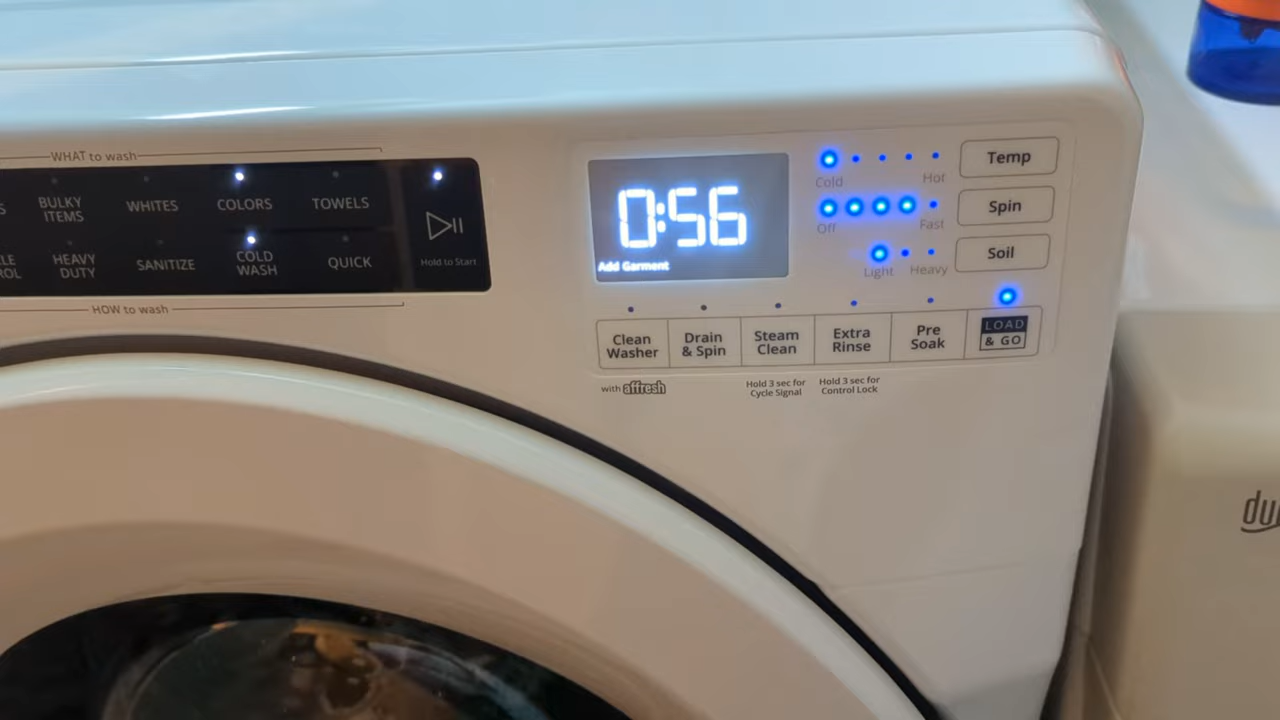 WHAT to wash
BULKY
ITEMS
WHITES
COLORS
TOWELS
HEAVY
DUTY
SANITIZE
COLD
WASH
QUICK
Hold to Start
HOW to wash
0:56
Add Garment
Cold
Hot
Temp
Off
Fast
Spin
Light
Heavy
Soil
Clean
Washer
Drain
& Spin
Steam
Clean
Extra
Rinse
Pre
Soak
LOAD
& GO
with affresh
Hold 3 sec for
Cycle Signal
Hold 3 sec for
Control Lock